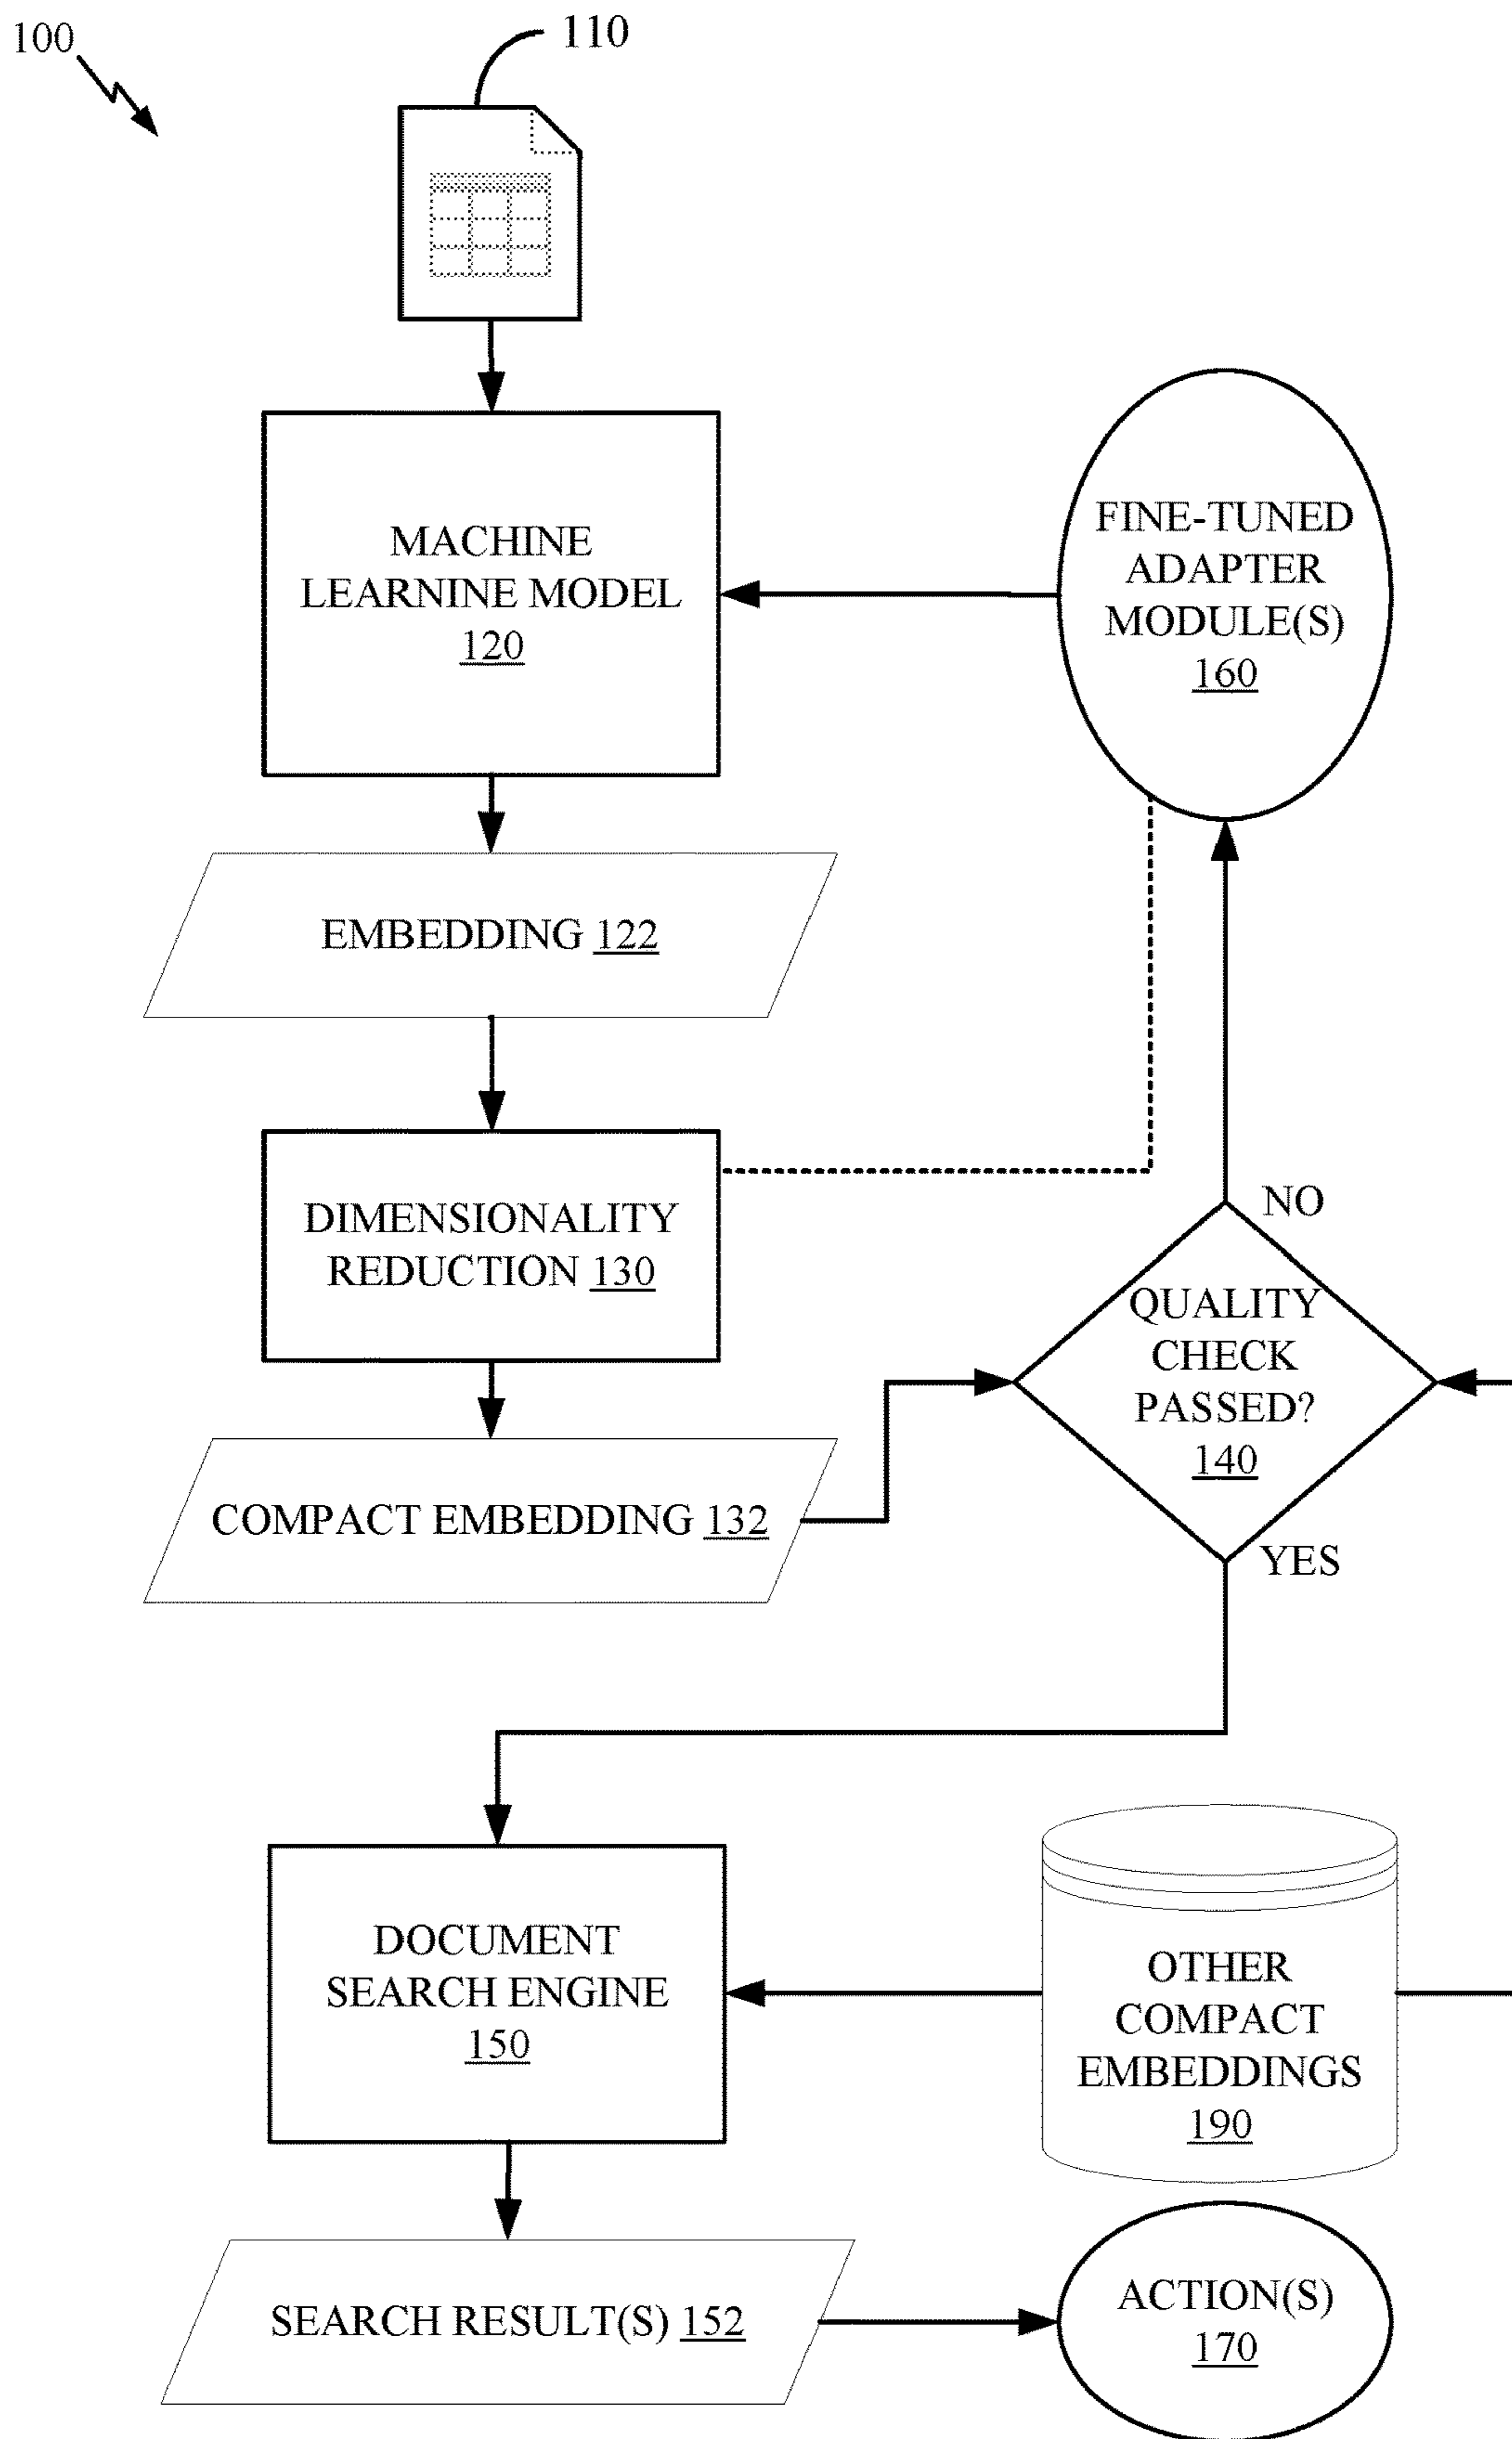 100
110
MACHINE
LEARNINE MODEL
120
FINE-TUNED
ADAPTER
MODULE(S)
160
EMBEDDING 122
DIMENSIONALITY
REDUCTION 130
NO
QUALITY
CHECK
PASSED?
140
YES
COMPACT EMBEDDING 132
DOCUMENT
SEARCH ENGINE
150
OTHER
COMPACT
EMBEDDINGS
190
SEARCH RESULT(S) 152
ACTION(S)
170